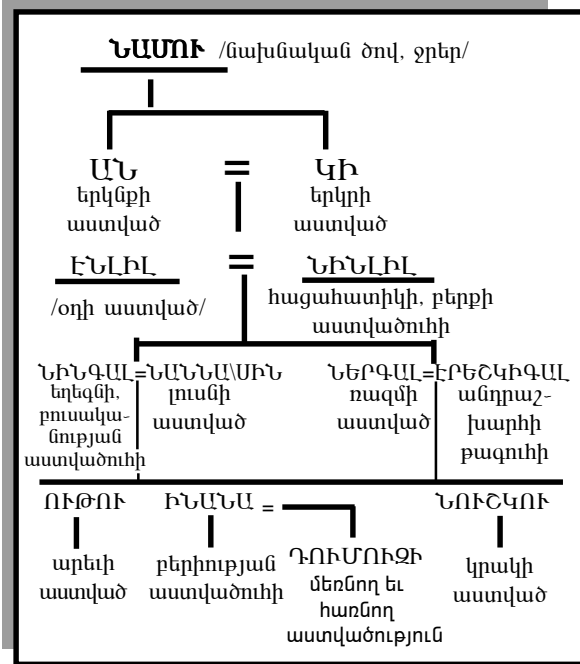 ՆԱՄՈՒ /նախնական ծով, ջրեր/
ԱՆ = ԿԻ
երկնքի
աստված
երկրի
աստված
ԷՆԼԻԼ = ՆԻՆԼԻԼ
/օդի աստված/
հացահատիկի, բերքի
աստվածուհի
ՆԻՆԳԱԼ=ՆԱՆՆԱ\ՍԻՆ
եղեգնի,
բուսակա-
նության
աստվածուհի
լուսնի
աստված
ՆԵՐԳԱԼ=ԷՐԵՇԿԻԳԱԼ
ռազմի
աստված
անդրաշ-
խարհի
թագուհի
ՈՒԹՈՒ
արեւի
աստված
ԻՆԱՆԱ =
բերիության
աստվածուհի
ԴՈՒՄՈՒԶԻ
մեռնող եւ
հառնող
աստվածություն
ՆՈՒՇԿՈՒ
կրակի
աստված